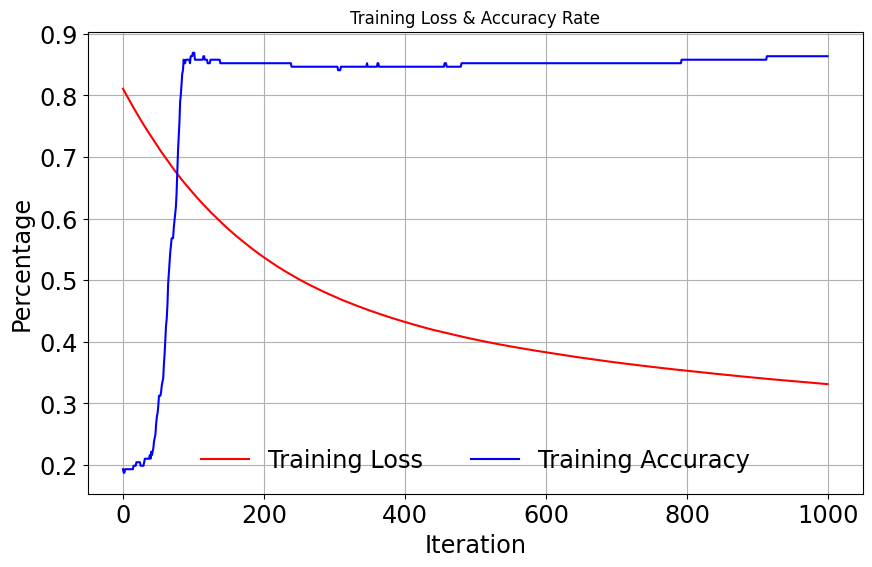 Training Loss & Accuracy Rate
0.9
0.8
0.7
0.6
0.5
0.4
0.3
0.2
Percentage
Training Loss Training Accuracy
0 200 400 600 800 1000
Iteration